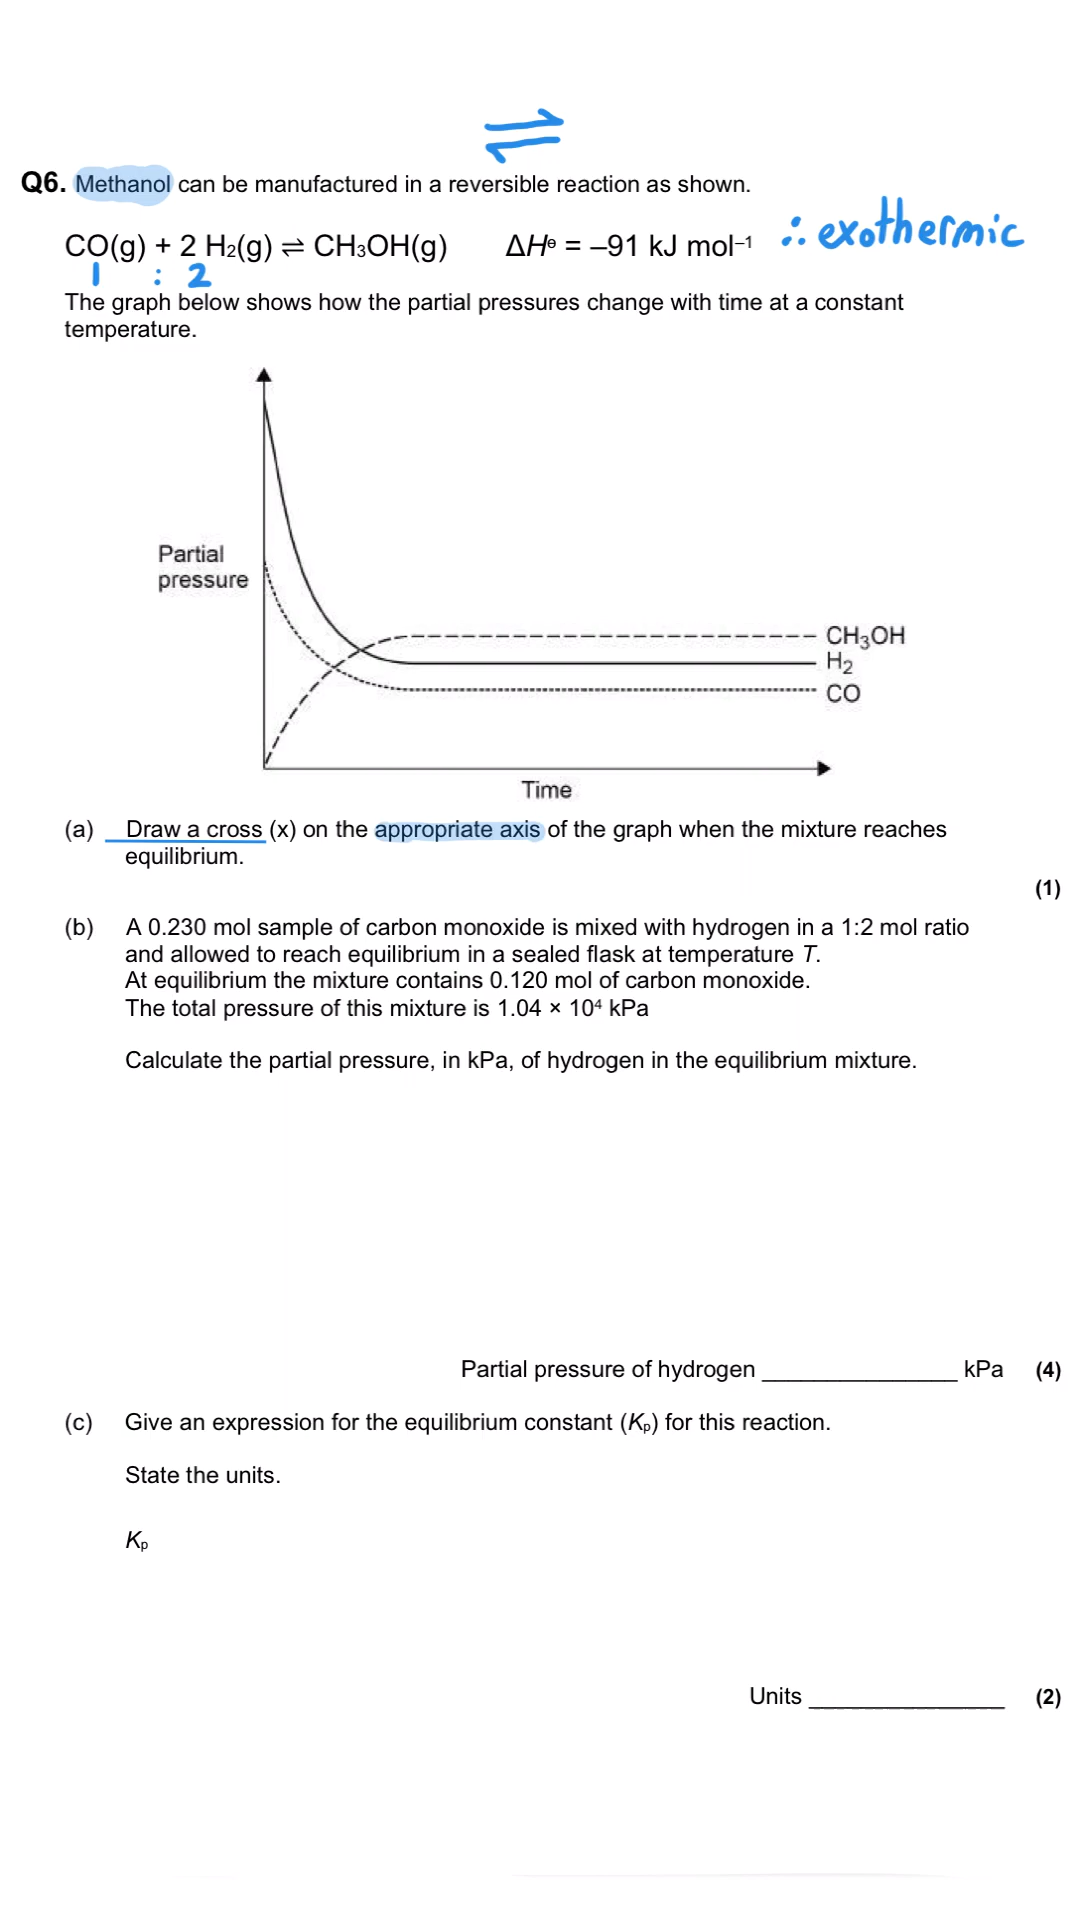 ⇌
Q6. Methanol can be manufactured in a reversible reaction as shown.
CO(g) + 2 H₂(g) ⇌ CH₃OH(g) ΔH⦵ = –91 kJ mol⁻¹ ∴ exothermic
1 : 2
The graph below shows how the partial pressures change with time at a constant
temperature.
Partial
pressure
CH₃OH
H₂
CO
Time
(a) Draw a cross (x) on the appropriate axis of the graph when the mixture reaches
equilibrium.
(1)
(b) A 0.230 mol sample of carbon monoxide is mixed with hydrogen in a 1:2 mol ratio
and allowed to reach equilibrium in a sealed flask at temperature T.
At equilibrium the mixture contains 0.120 mol of carbon monoxide.
The total pressure of this mixture is 1.04 × 10⁴ kPa
Calculate the partial pressure, in kPa, of hydrogen in the equilibrium mixture.
Partial pressure of hydrogen ________________ kPa (4)
(c) Give an expression for the equilibrium constant (Kₚ) for this reaction.
State the units.
Kₚ
Units ________________ (2)